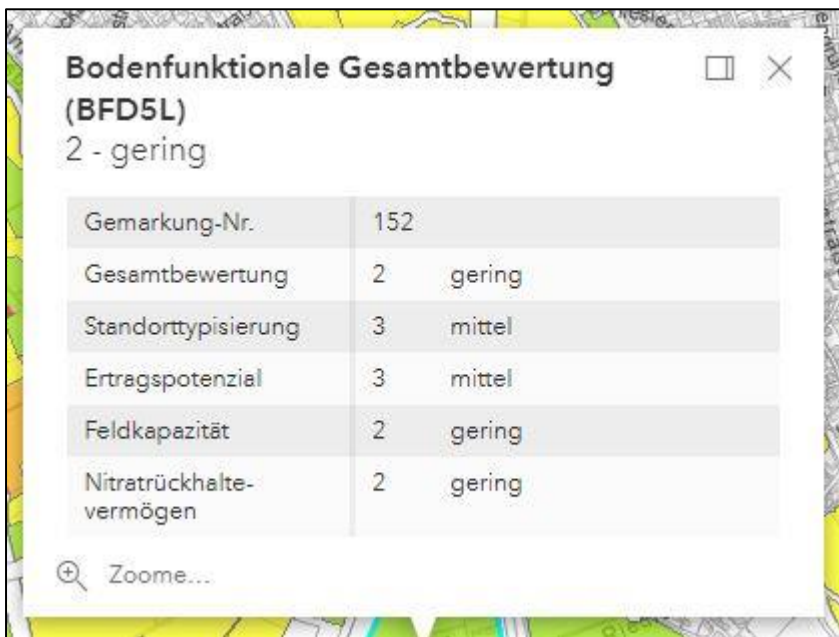 Bodenfunktionale Gesamtbewertung
(BFD5L)
2 - gering
Gemarkung-Nr. 152
Gesamtbewertung 2 gering
Standorttypisierung 3 mittel
Ertragspotenzial 3 mittel
Feldkapazität 2 gering
Nitratrückhalte- 2 gering
vermögen
Zoome...